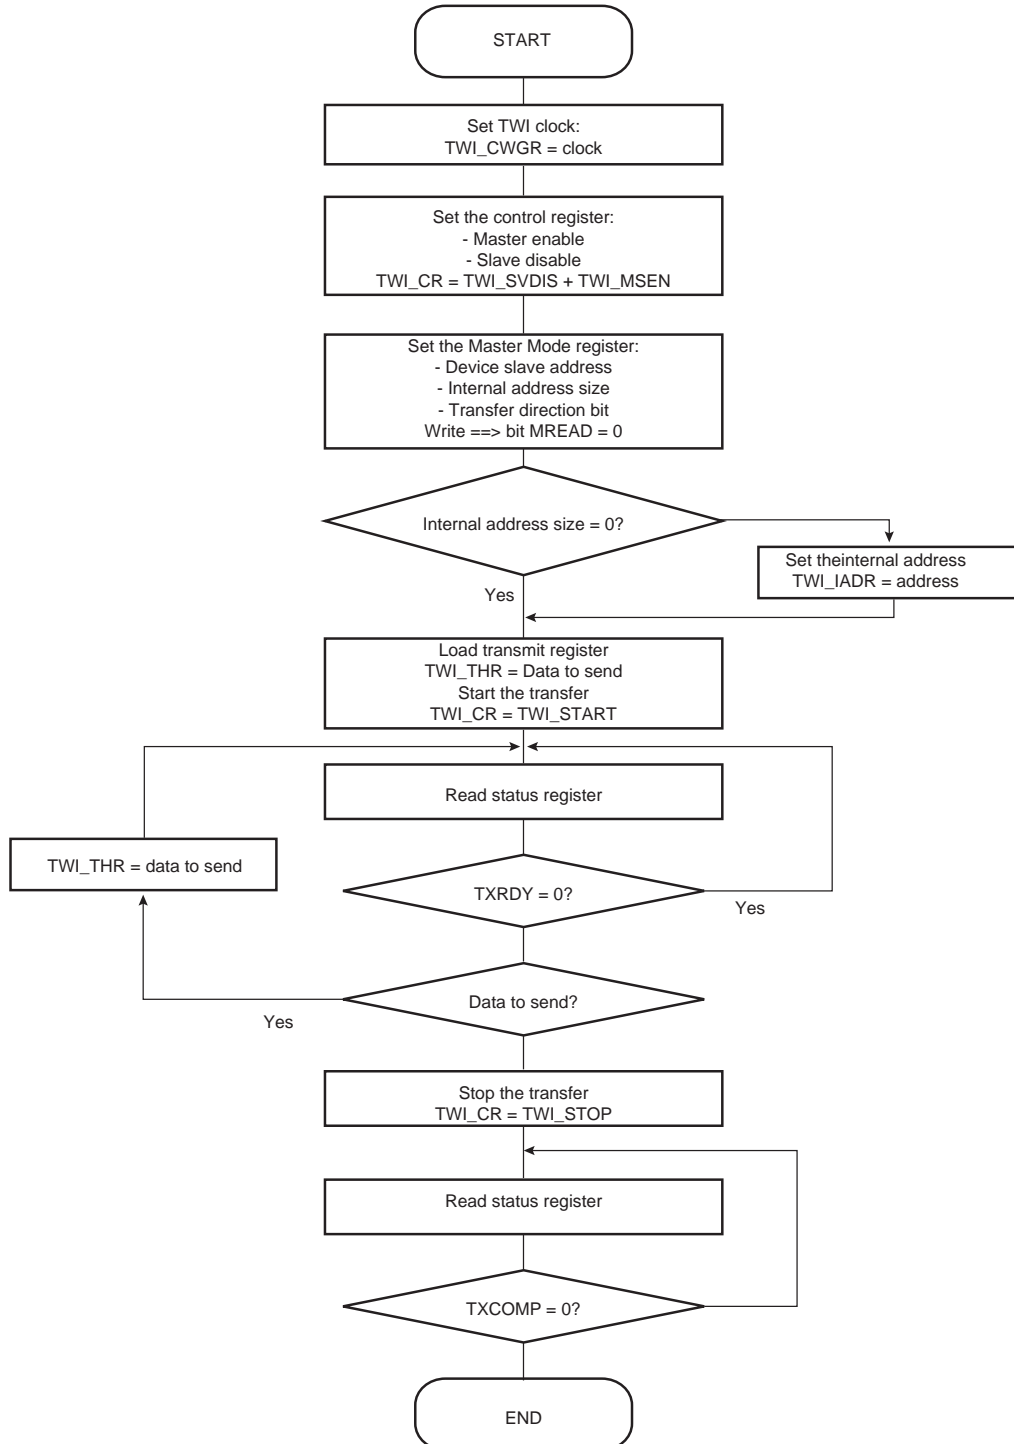 START
Set TWI clock:
TWI_CWGR = clock
Set the control register:
- Master enable
- Slave disable
TWI_CR = TWI_SVDIS + TWI_MSEN
Set the Master Mode register:
- Device slave address
- Internal address size
- Transfer direction bit
Write ==> bit MREAD = 0
Internal address size = 0?
Set theinternal address
TWI_IADR = address
Yes
Load transmit register
TWI_THR = Data to send
Start the transfer
TWI_CR = TWI_START
Read status register
TWI_THR = data to send
TXRDY = 0?
Yes
Data to send?
Yes
Stop the transfer
TWI_CR = TWI_STOP
Read status register
TXCOMP = 0?
END